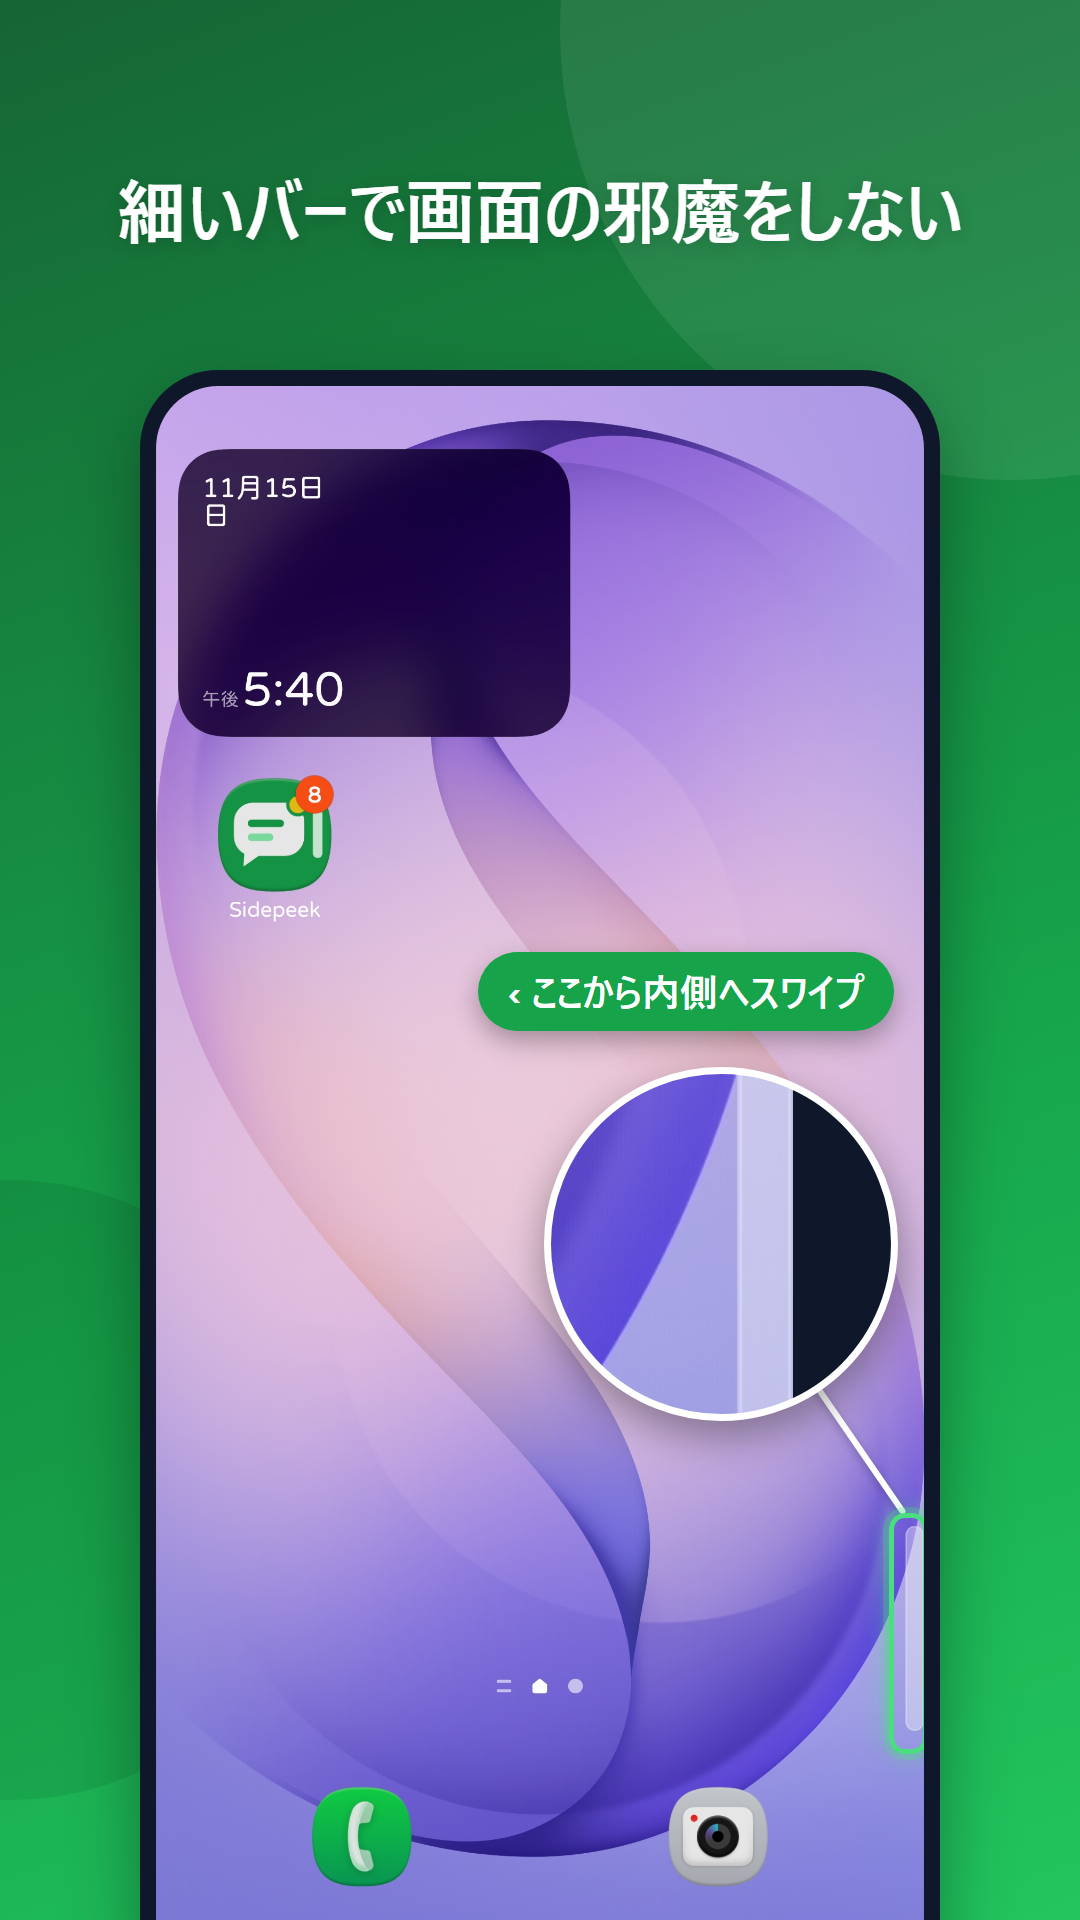 細いバーで画面の邪魔をしない
11月15日
日
午後 5:40
8
Sidepeek
‹ ここから内側へスワイプ